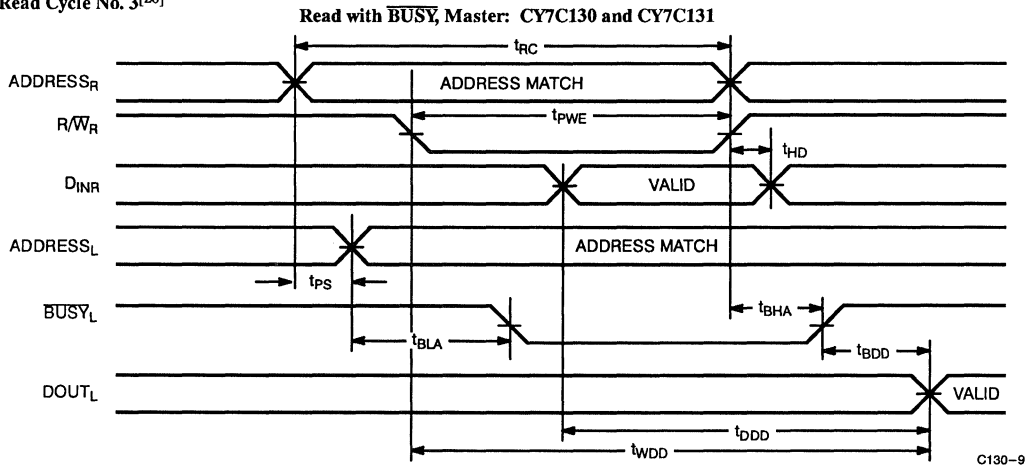 Read Cycle No. 3[20]
Read with BUSY, Master: CY7C130 and CY7C131
tRC
ADDRESSR
ADDRESS MATCH
R/WR
tPWE
tHD
DINR
VALID
ADDRESSL
ADDRESS MATCH
tPS
BUSYL
tBHA
tBLA
tBDD
DOUTL
VALID
tDDD
tWDD
C130-9